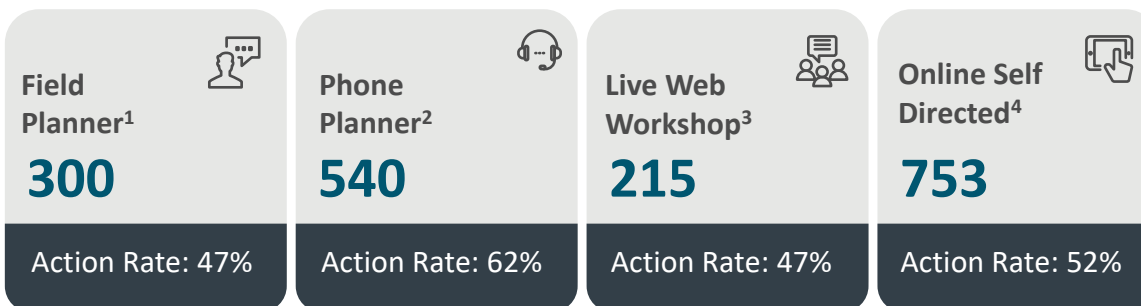 Field
Planner¹
300
Action Rate: 47%
Phone
Planner²
540
Action Rate: 62%
Live Web
Workshop³
215
Action Rate: 47%
Online Self
Directed⁴
753
Action Rate: 52%